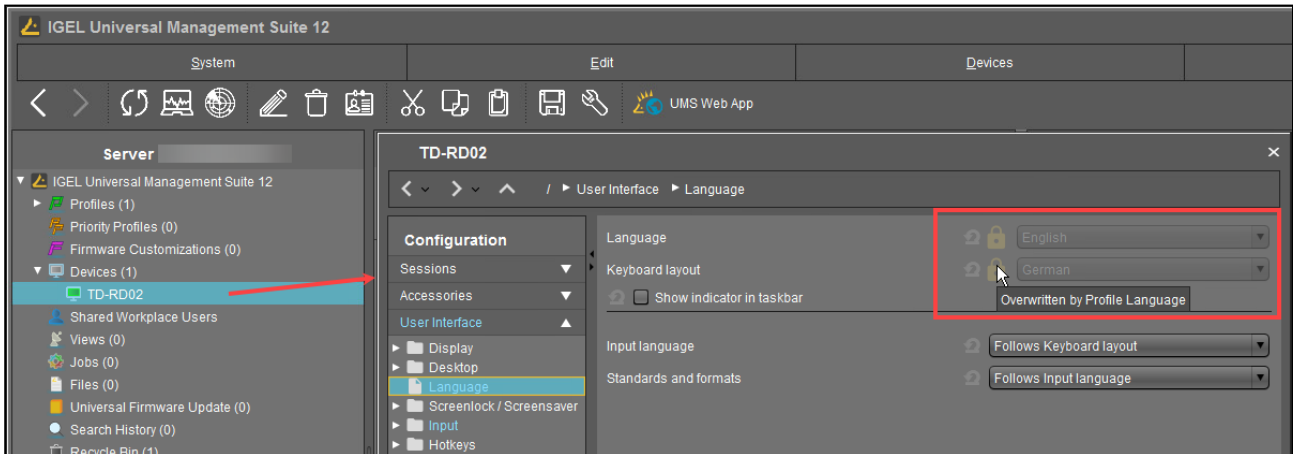 IGEL Universal Management Suite 12
System Edit Devices
UMS Web App
Server
IGEL Universal Management Suite 12
Profiles (1)
Priority Profiles (0)
Firmware Customizations (0)
Devices (1)
TD-RD02
Shared Workplace Users
Views (0)
Jobs (0)
Files (0)
Universal Firmware Update (0)
Search History (0)
Recycle Bin (1)
TD-RD02
/ User Interface Language
Configuration
Sessions
Accessories
User Interface
Display
Desktop
Language
Screenlock / Screensaver
Input
Hotkeys
Language English
Keyboard layout German
Show indicator in taskbar
Overwritten by Profile Language
Input language Follows Keyboard layout
Standards and formats Follows Input language